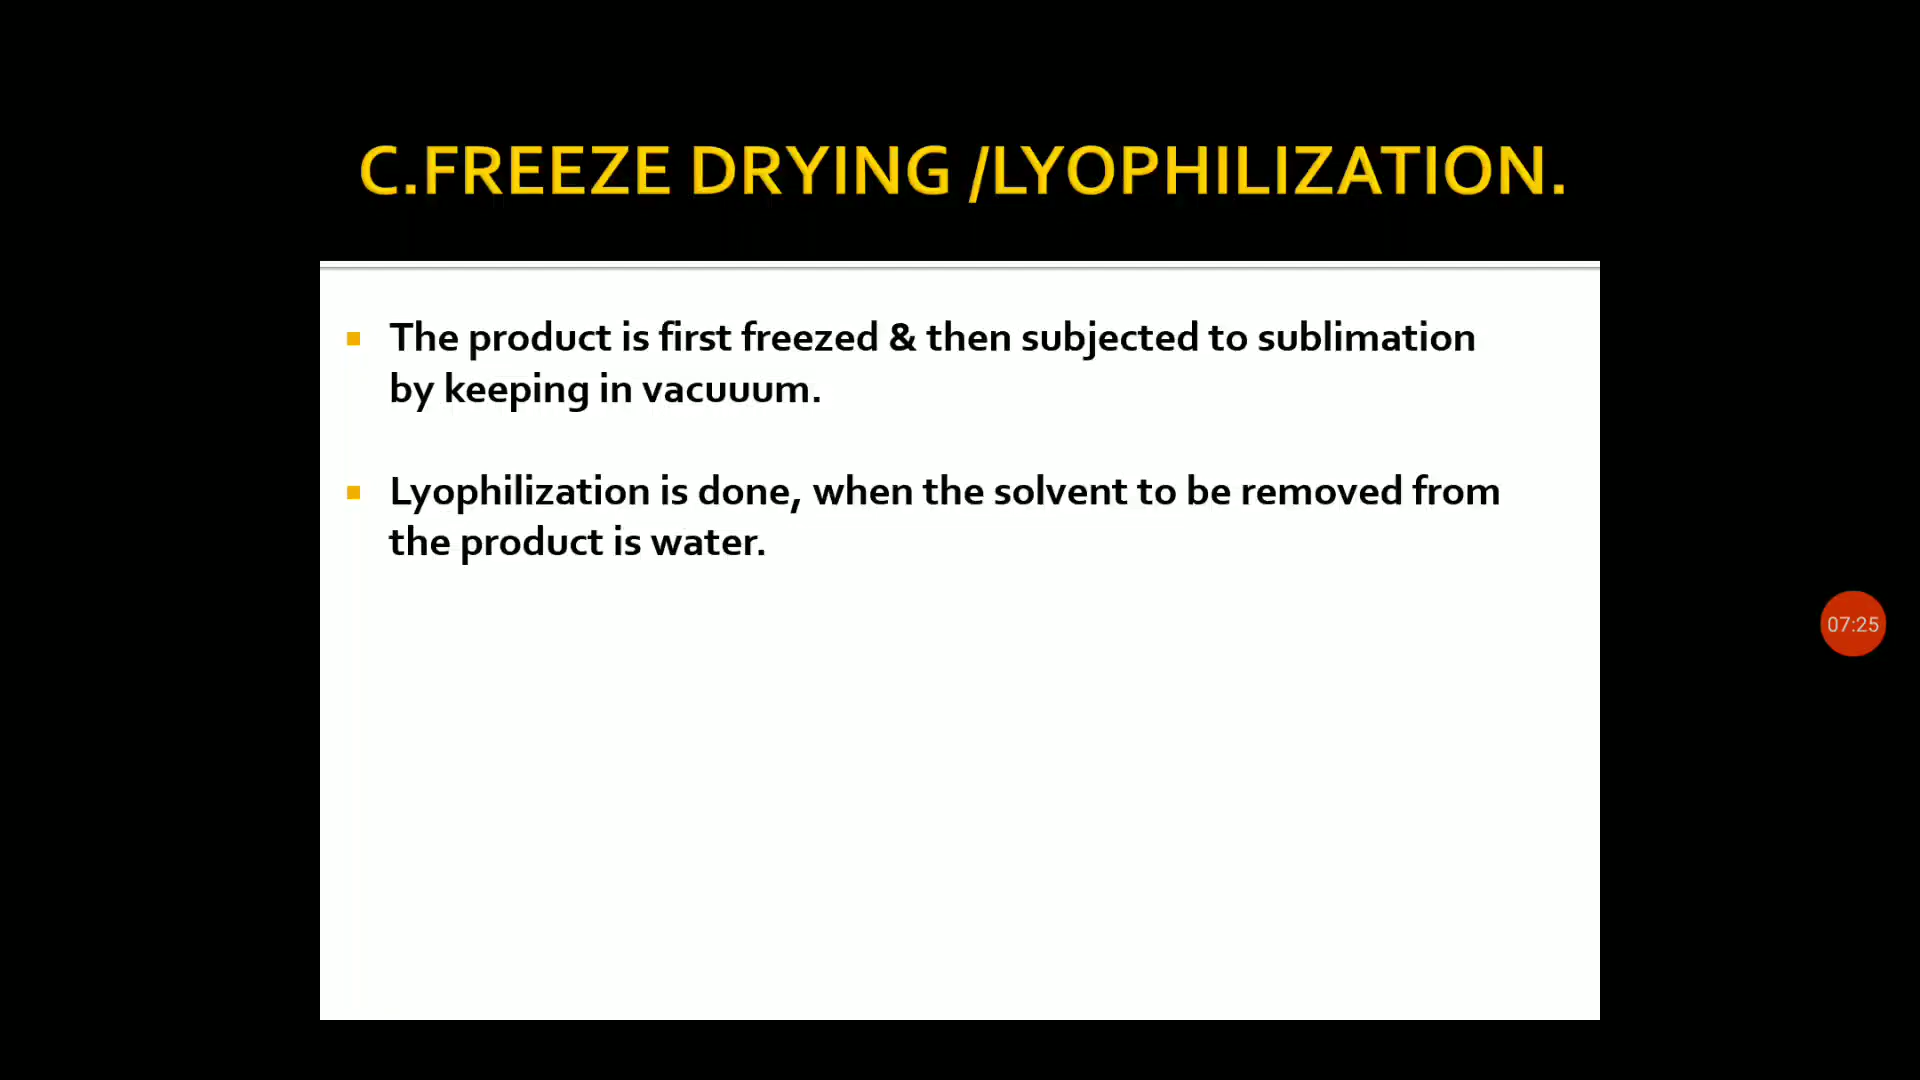 C.FREEZE DRYING /LYOPHILIZATION.
The product is first freezed & then subjected to sublimation
by keeping in vacuuum.
Lyophilization is done, when the solvent to be removed from
the product is water.
07:25